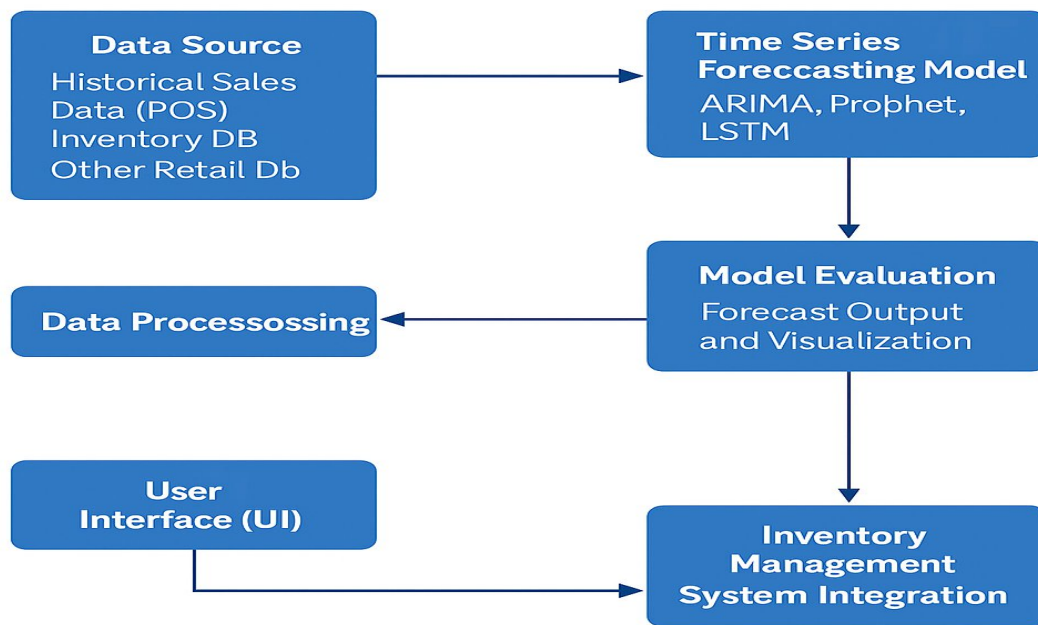 Data Source
Historical Sales
Data (POS)
Inventory DB
Other Retail Db
Time Series
Foreccasting Model
ARIMA, Proþhet,
LSTM
Data Processossing
Model Evaluation
Forecast Output
and Visualization
User
Interface (UI)
Inventory
Management
System Integration